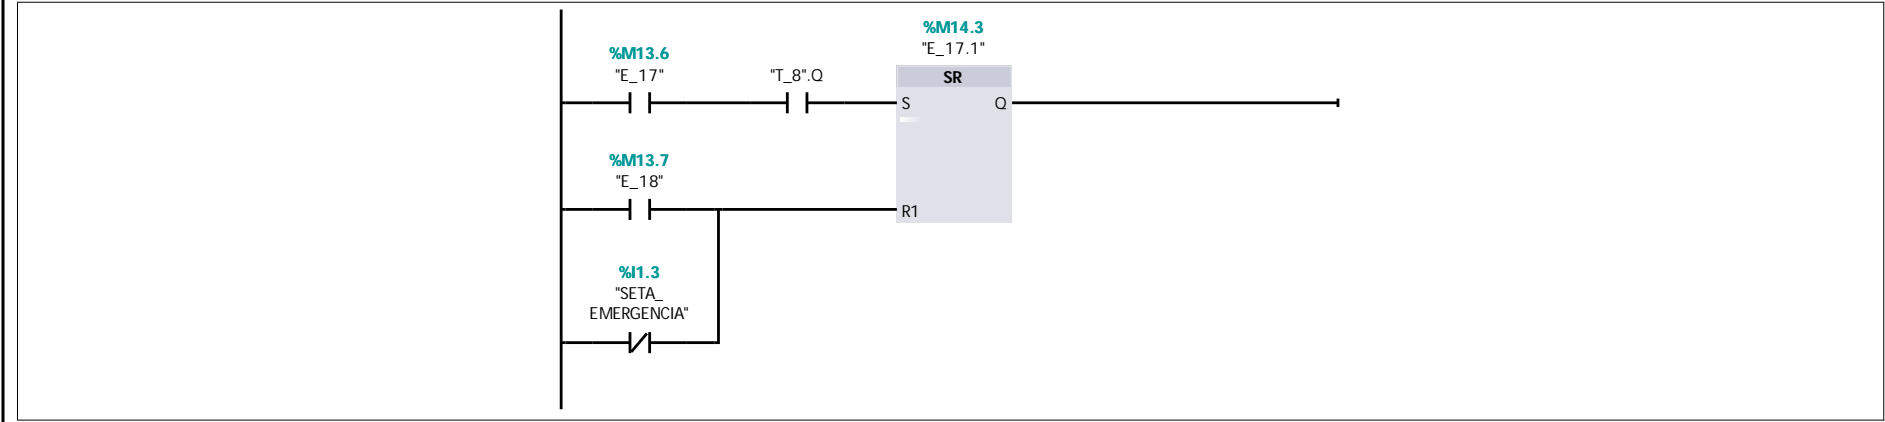 %M14.3
"E_17.1"
%M13.6
"E_17"
"T_8".Q
SR
S
Q
%M13.7
"E_18"
R1
%I1.3
"SETA_
EMERGENCIA"